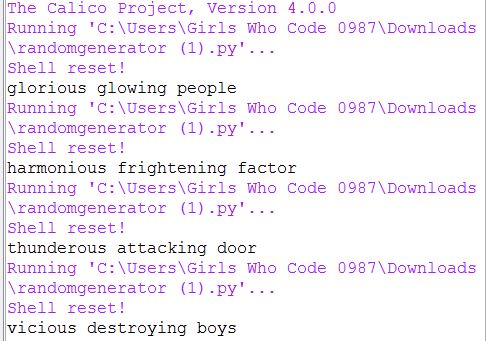 The Calico Project, Version 4.0.0
Running 'C:\Users\Girls Who Code 0987\Downloads
\randomgenerator (1).py'...
Shell reset!
glorious glowing people
Running 'C:\Users\Girls Who Code 0987\Downloads
\randomgenerator (1).py'...
Shell reset!
harmonious frightening factor
Running 'C:\Users\Girls Who Code 0987\Downloads
\randomgenerator (1).py'...
Shell reset!
thunderous attacking door
Running 'C:\Users\Girls Who Code 0987\Downloads
\randomgenerator (1).py'...
Shell reset!
vicious destroying boys